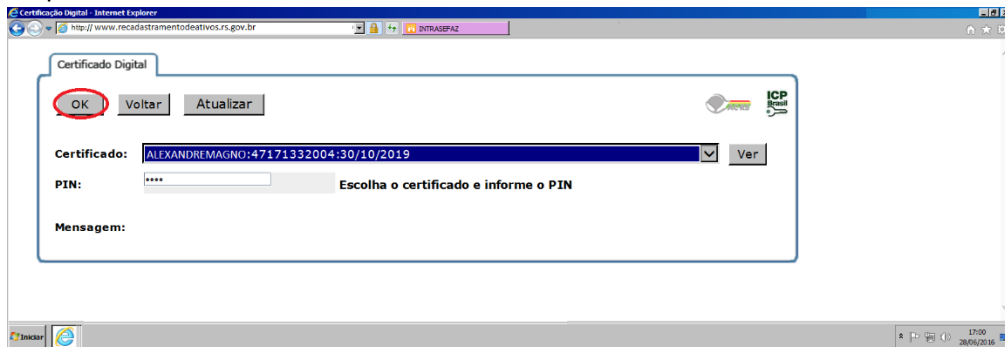 Certificação Digital - Internet Explorer
http://www.recadastramentodeativos.rs.gov.br
INTRASEFAZ
Certificado Digital
OK Voltar Atualizar
ICP
Brasil
Certificado: ALEXANDREMAGNO:47171332004:30/10/2019 Ver
PIN: •••• Escolha o certificado e informe o PIN
Mensagem:
Iniciar
17:00
28/06/2016